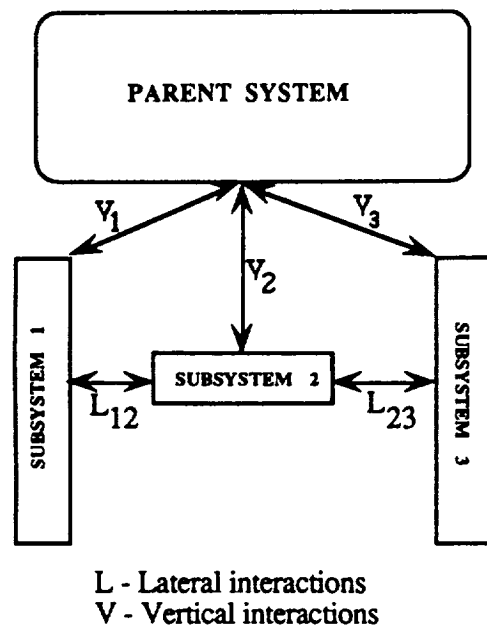 PARENT SYSTEM
V1
V3
V2
SUBSYSTEM 1
SUBSYSTEM 2
SUBSYSTEM 3
L12
L23
L - Lateral interactions
V - Vertical interactions